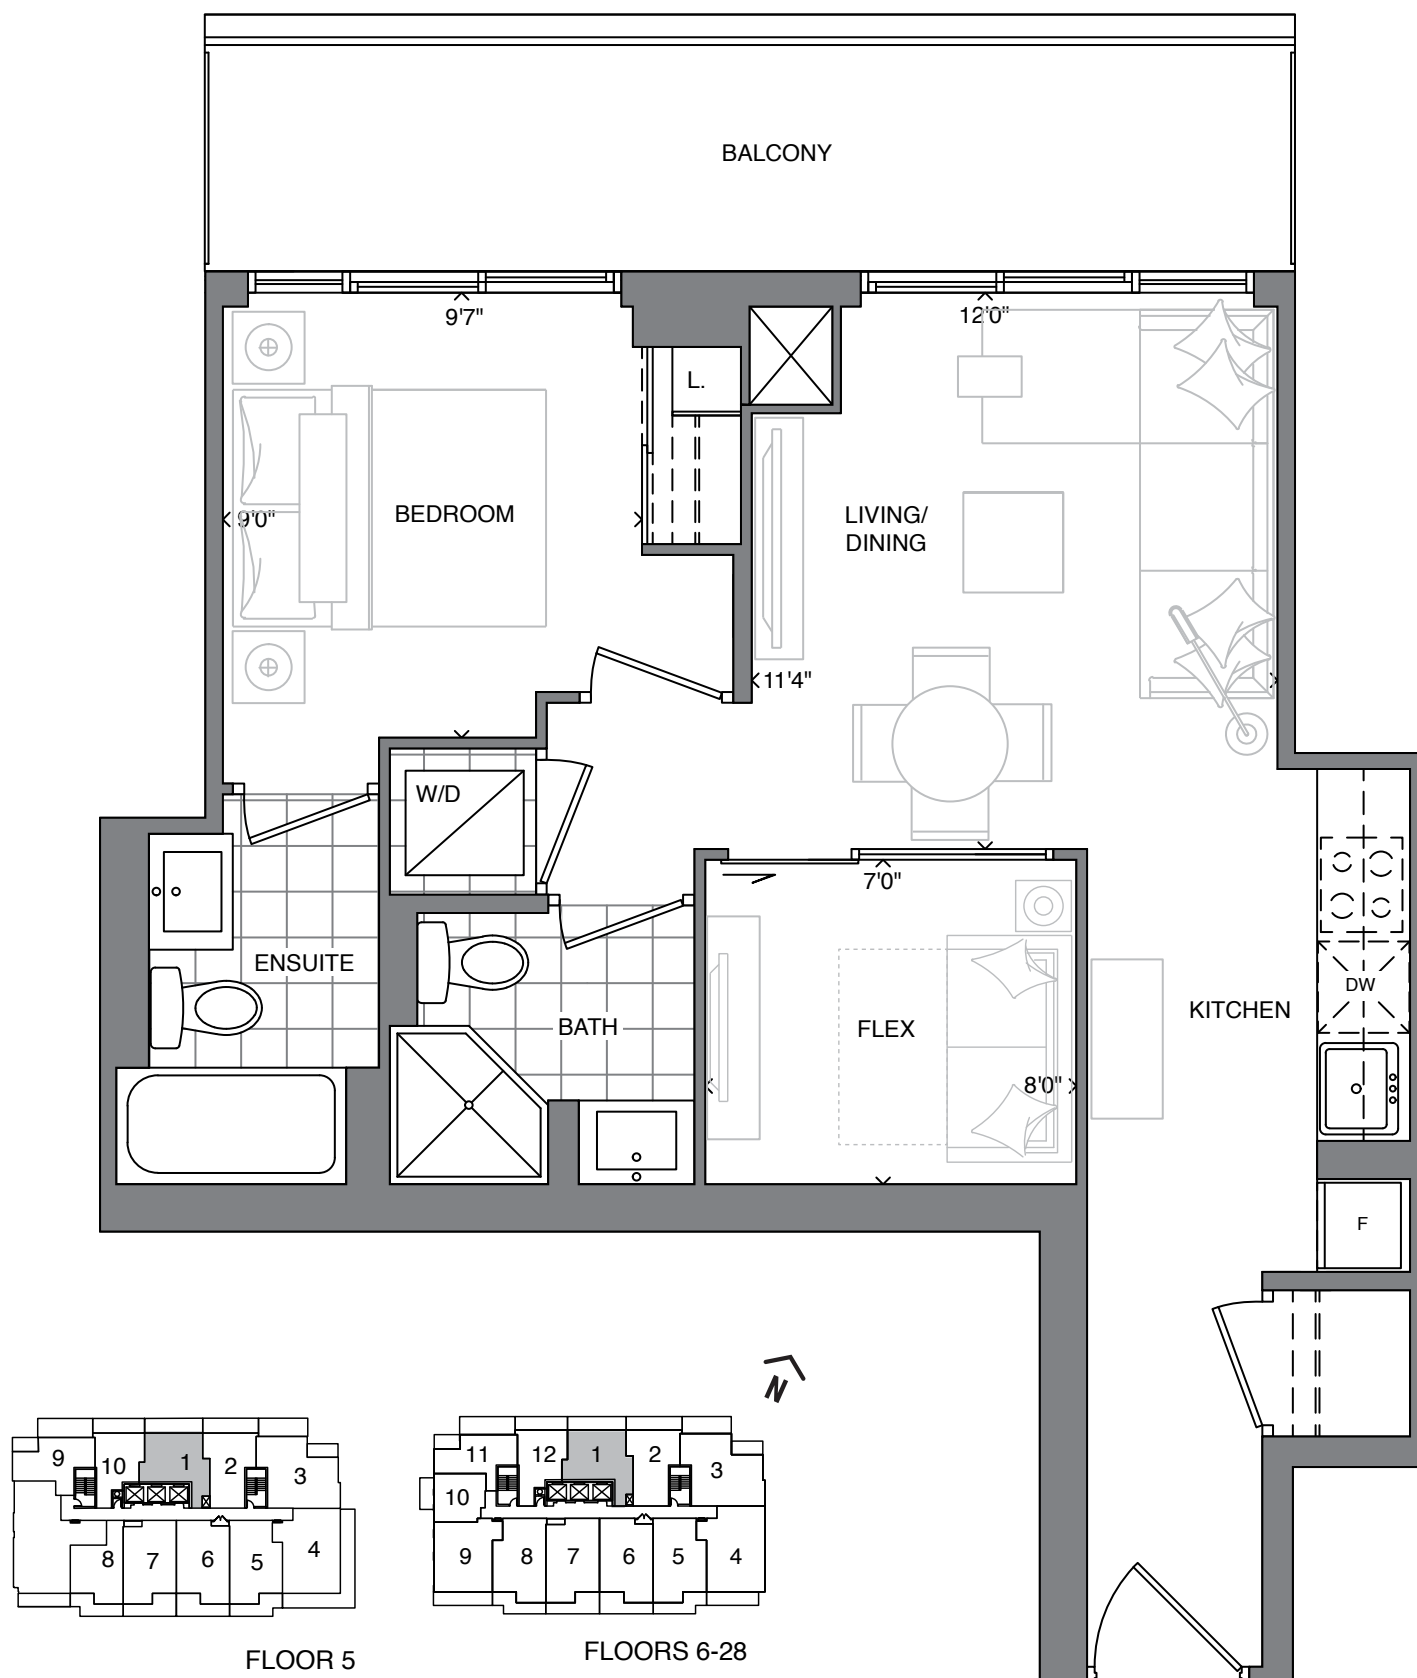 BALCONY
9'7"
12'0"
L.
BEDROOM
9'0"
LIVING/
DINING
11'4"
W/D
7'0"
ENSUITE
BATH
FLEX
8'0"
KITCHEN
DW
F
N
9
10
1
2
3
8
7
6
5
4
FLOOR 5
11
12
1
2
3
10
9
8
7
6
5
4
FLOORS 6-28